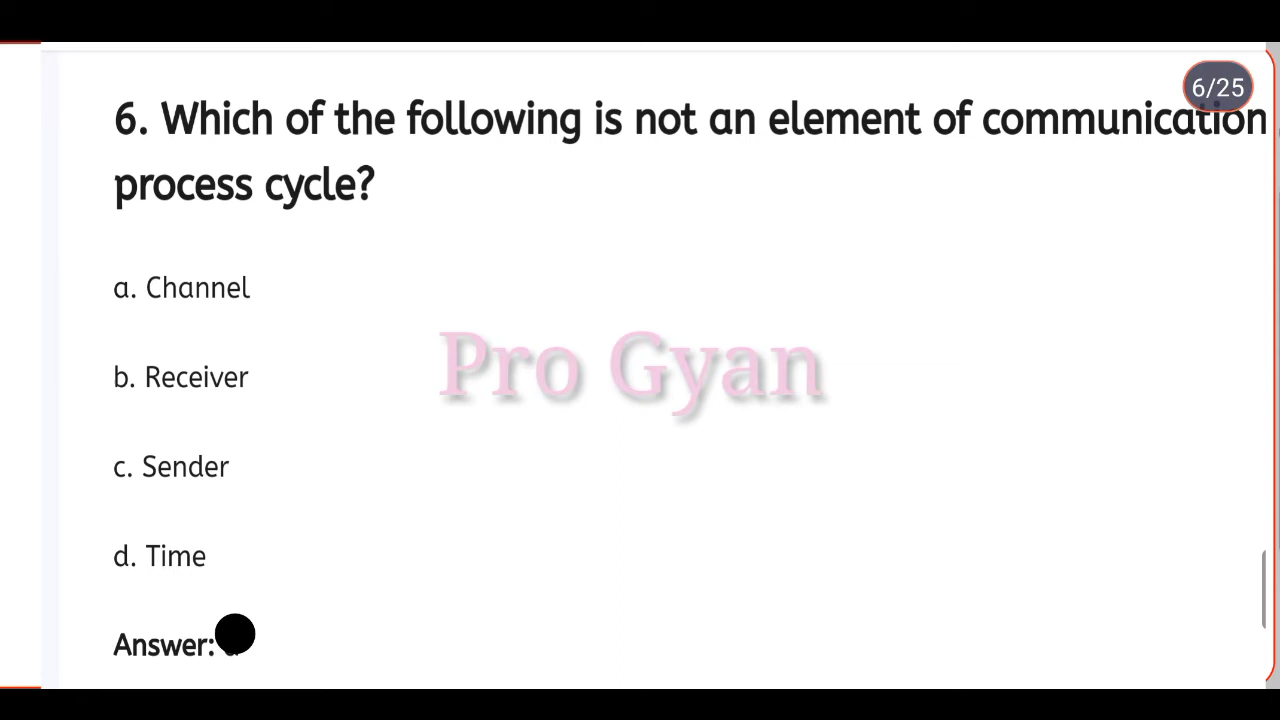 6/25
6. Which of the following is not an element of communication
process cycle?
a. Channel
b. Receiver
Pro Gyan
c. Sender
d. Time
Answer: